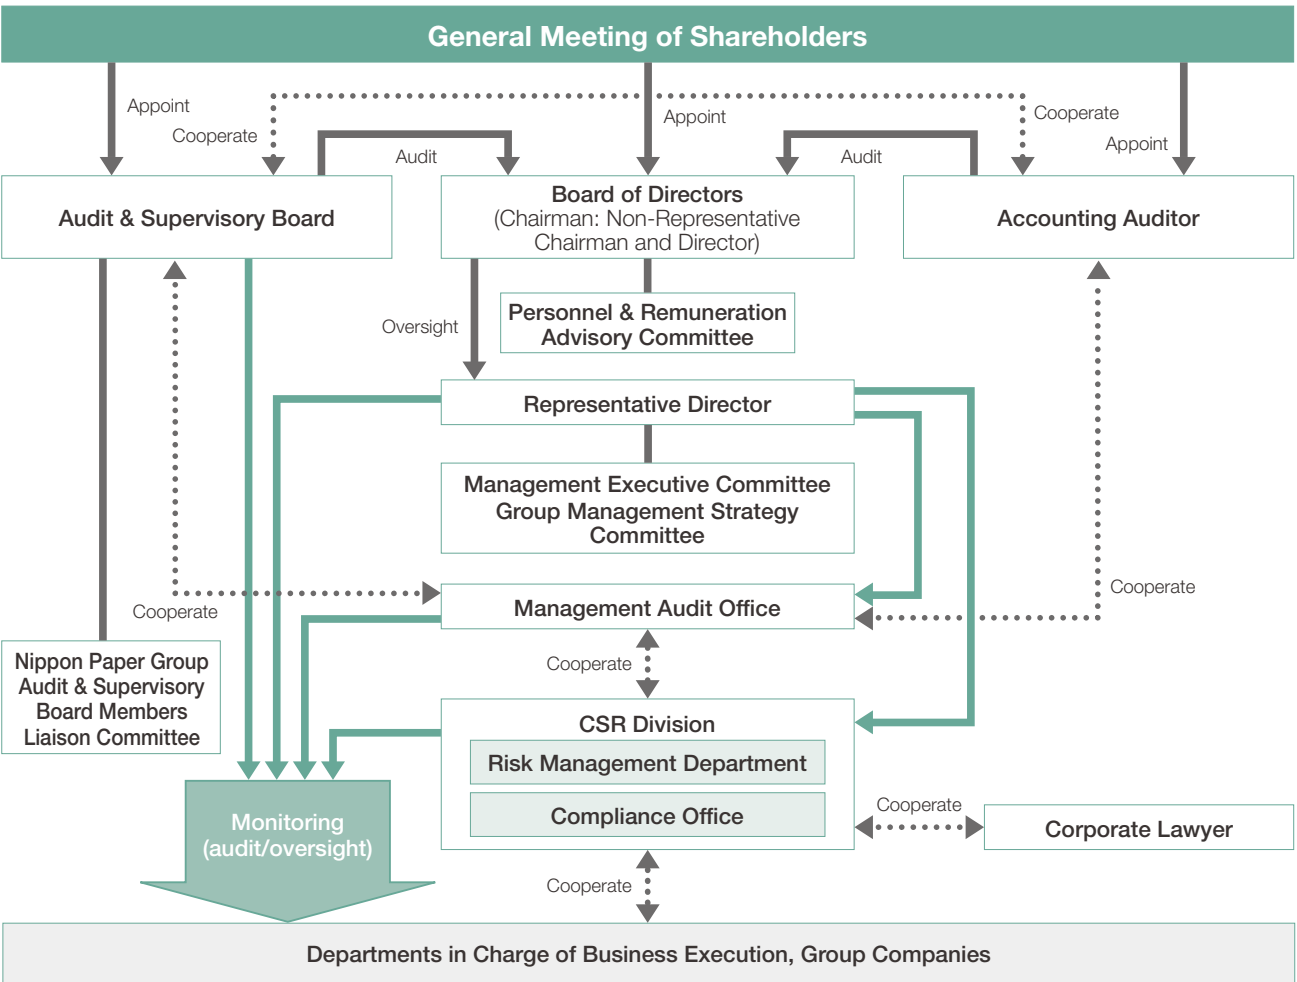 General Meeting of Shareholders
Appoint
Cooperate
Audit
Appoint
Audit
Cooperate
Appoint
Audit & Supervisory Board
Board of Directors
(Chairman: Non-Representative
Chairman and Director)
Accounting Auditor
Oversight
Personnel & Remuneration
Advisory Committee
Representative Director
Management Executive Committee
Group Management Strategy
Committee
Cooperate
Management Audit Office
Cooperate
Nippon Paper Group
Audit & Supervisory
Board Members
Liaison Committee
Cooperate
CSR Division
Risk Management Department
Compliance Office
Cooperate
Corporate Lawyer
Monitoring
(audit/oversight)
Cooperate
Departments in Charge of Business Execution, Group Companies